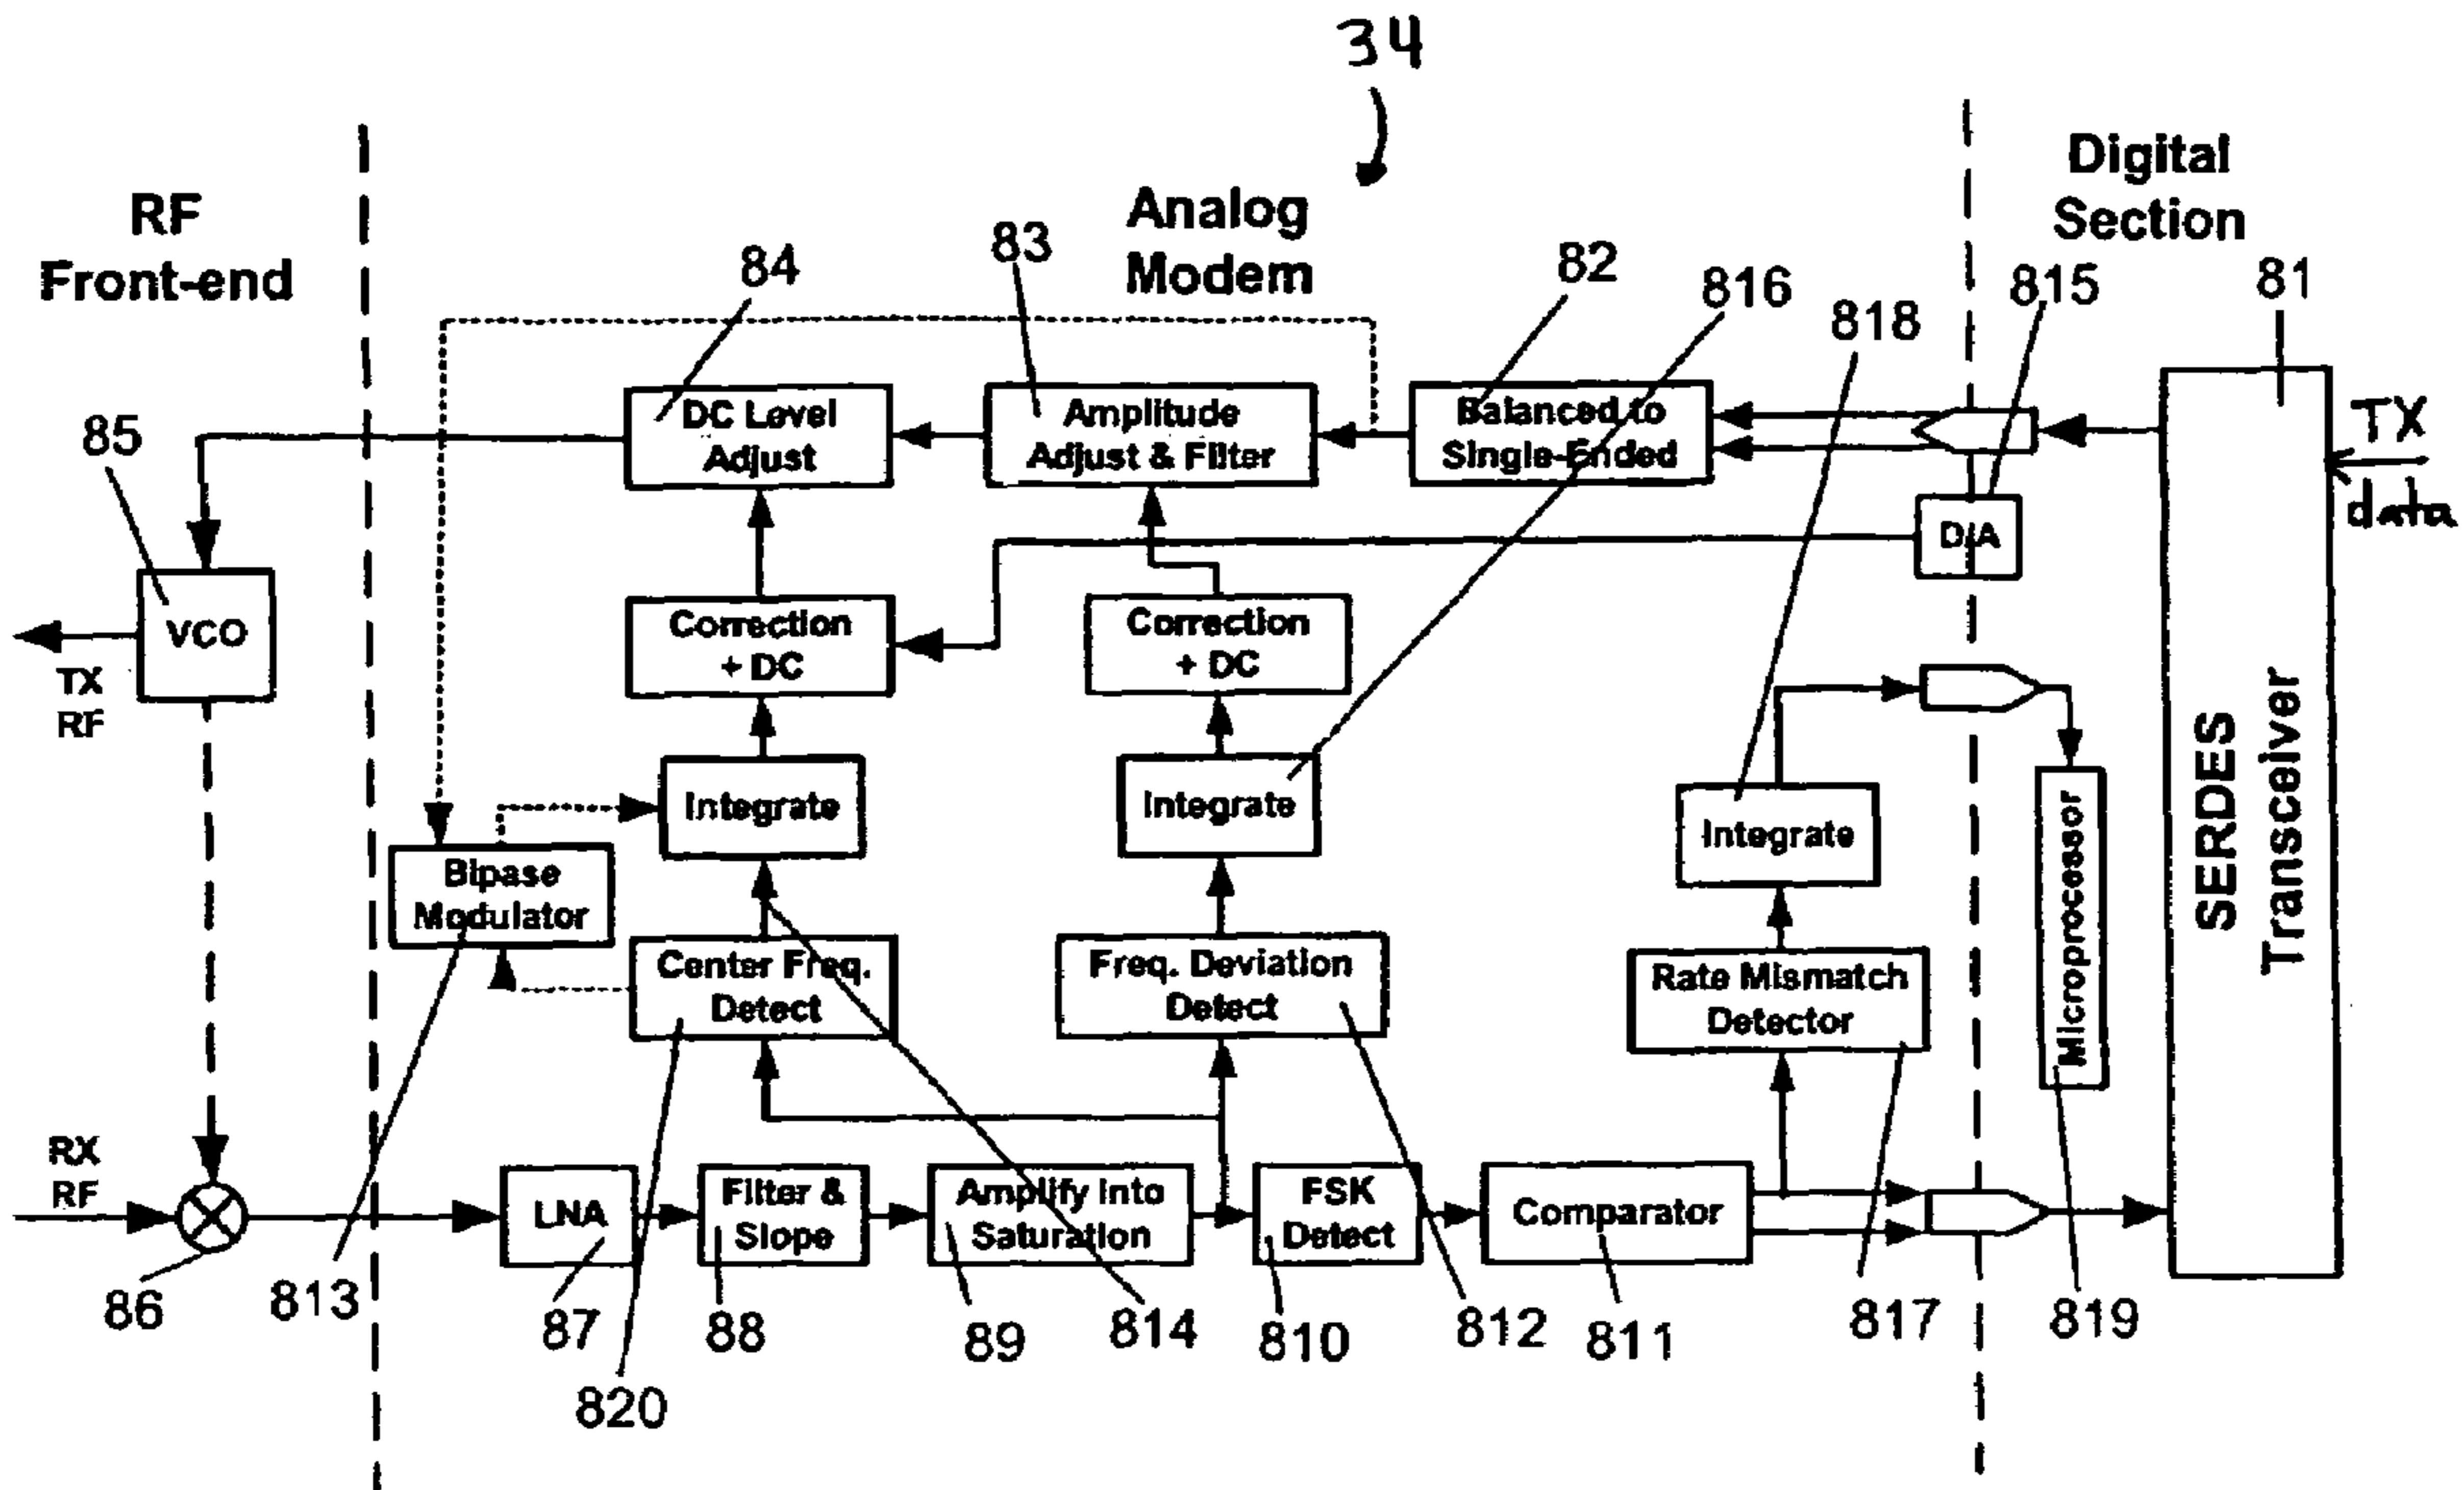 34
Digital
Section
RF
Front-end
Analog
Modem
84
83
82
816
818
815
81
85
DC Level
Adjust
Amplitude
Adjust & Filter
Balanced to
Single-Ended
TX
data
D/A
VCO
TX
RF
Correction
+ DC
Correction
+ DC
Integrate
Integrate
Integrate
Microprocessor
SERDES
Transceiver
Bipase
Modulator
Center Freq.
Detect
Freq. Deviation
Detect
Rate Mismatch
Detector
RX
RF
LNA
Filter &
Slope
Amplify Into
Saturation
FSK
Detect
Comparator
86
813
87
88
89
814
810
812
811
817
819
820